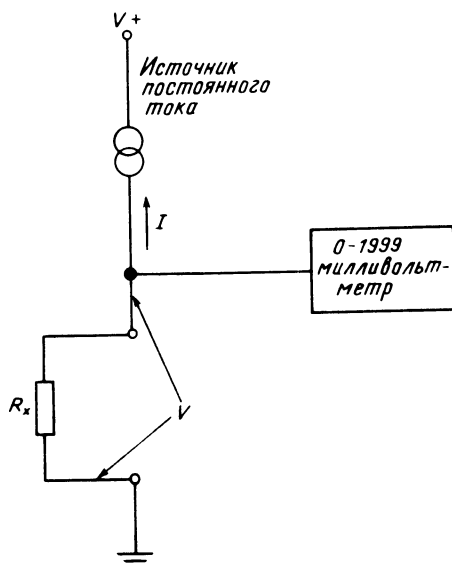 V +
Источник
постоянного
тока
I
0-1999
милливольт-
метр
Rx
V